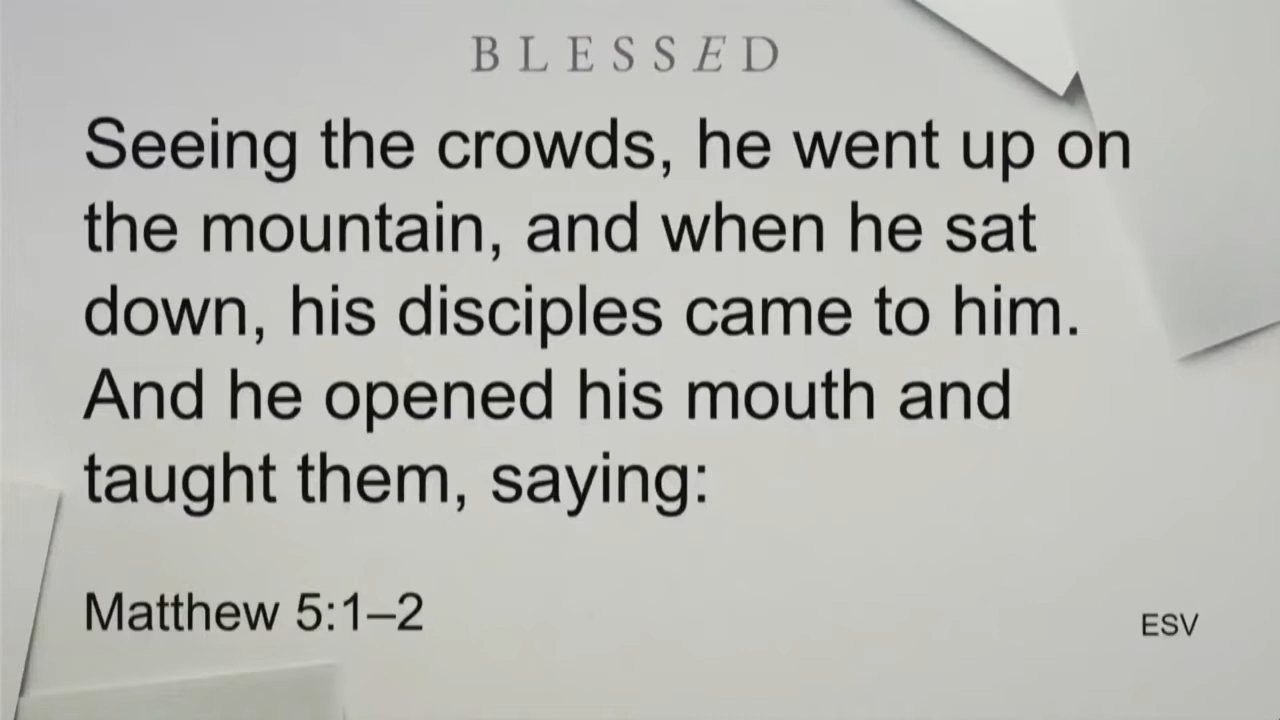 BLESSED
Seeing the crowds, he went up on
the mountain, and when he sat
down, his disciples came to him.
And he opened his mouth and
taught them, saying:
Matthew 5:1–2
ESV